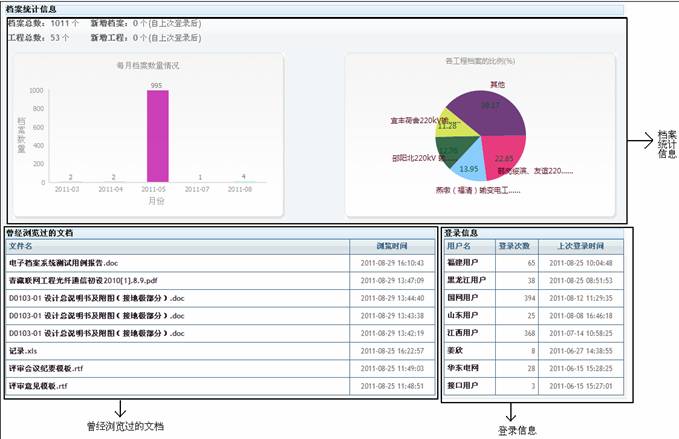 档案统计信息
档案总数：1011 个 新增档案：0 个(自上次登录后)
工程总数：53 个 新增工程：0 个(自上次登录后)
每月档案数量情况
档案数量
1000
800
600
400
200
0
2
2
995
1
4
2011-03
2011-04
2011-05
2011-07
2011-08
月份
各工程档案的比例(%)
其他
39.17
宜丰荷舍220kV输......
11.28
邵阳北220kV 输......
12.76
13.95
燕墩（福清）输变电工......
22.85
友谊220......
档案统计信息
曾经浏览过的文档
文件名 浏览时间
电子档案系统测试用例报告.doc 2011-08-29 16:10:43
青藏联网工程光纤通信初设2010[1].8.9.pdf 2011-08-29 13:47:09
D0103-01 设计总说明书及附图（接地极部分）.doc 2011-08-29 13:44:40
D0103-01 设计总说明书及附图（接地极部分）.doc 2011-08-29 13:43:38
D0103-01 设计总说明书及附图（接地极部分）.doc 2011-08-29 13:42:19
记录.xls 2011-08-25 16:22:57
评审会议纪要模板.rtf 2011-08-25 11:49:03
评审意见模板.rtf 2011-08-25 11:48:51
曾经浏览过的文档
登录信息
用户名 登录次数 上次登录时间
福建用户 65 2011-08-25 10:04:48
黑龙江用户 38 2011-08-25 08:51:53
国网用户 394 2011-08-12 11:29:35
山东用户 25 2011-08-08 16:46:18
江西用户 368 2011-07-14 10:58:25
姜欣 8 2011-06-27 14:38:55
华东电网 28 2011-06-15 15:28:25
接口用户 3 2011-06-15 15:27:01
登录信息